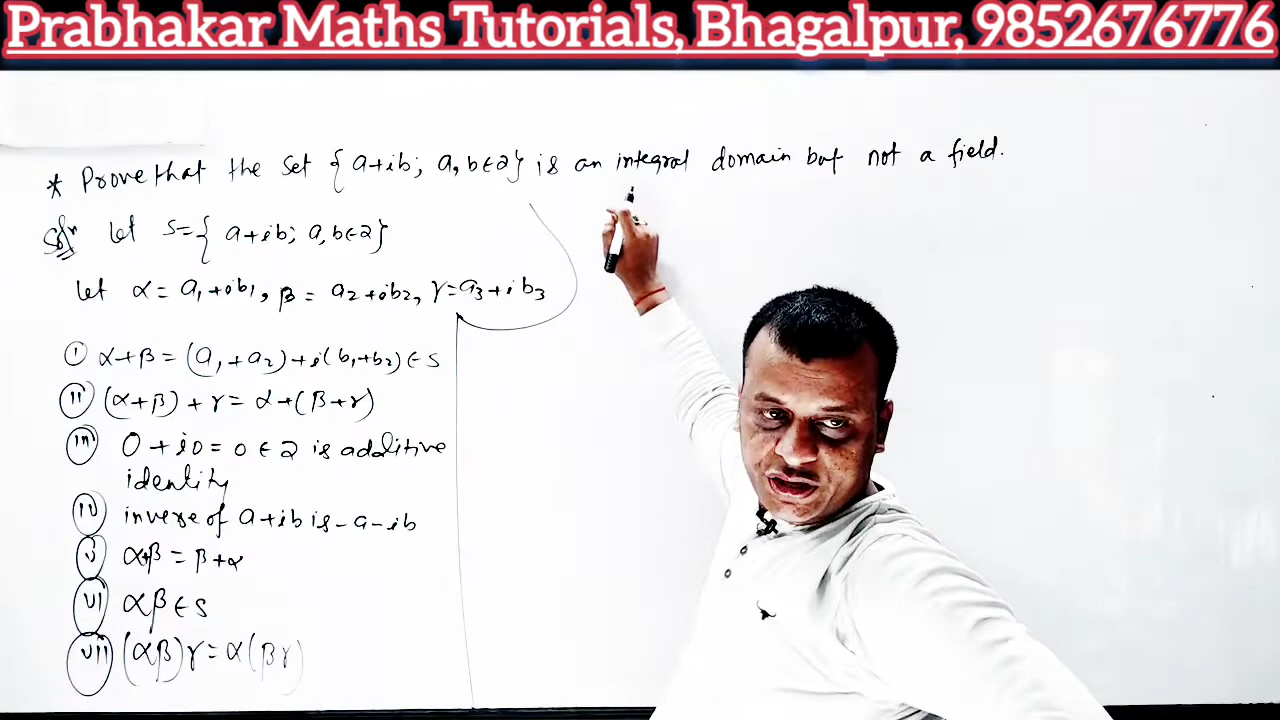 Prabhakar Maths Tutorials, Bhagalpur, 9852676776
* Prove that the set {a+ib; a, b∈Z} is an integral domain but not a field.
Solⁿ Let S={ a+ib; a, b∈Z}
Let α = a₁+ib₁, β = a₂+ib₂, γ=a₃+ib₃
(i) α+β = (a₁+a₂)+i(b₁+b₂)∈S
(ii) (α+β)+γ = α+(β+γ)
(iii) 0+i0=0 ∈ Z is additive
identity
(iv) inverse of a+ib is -a-ib
(v) α+β = β+α
(vi) αβ∈S
(vii) (αβ)γ=α(βγ)